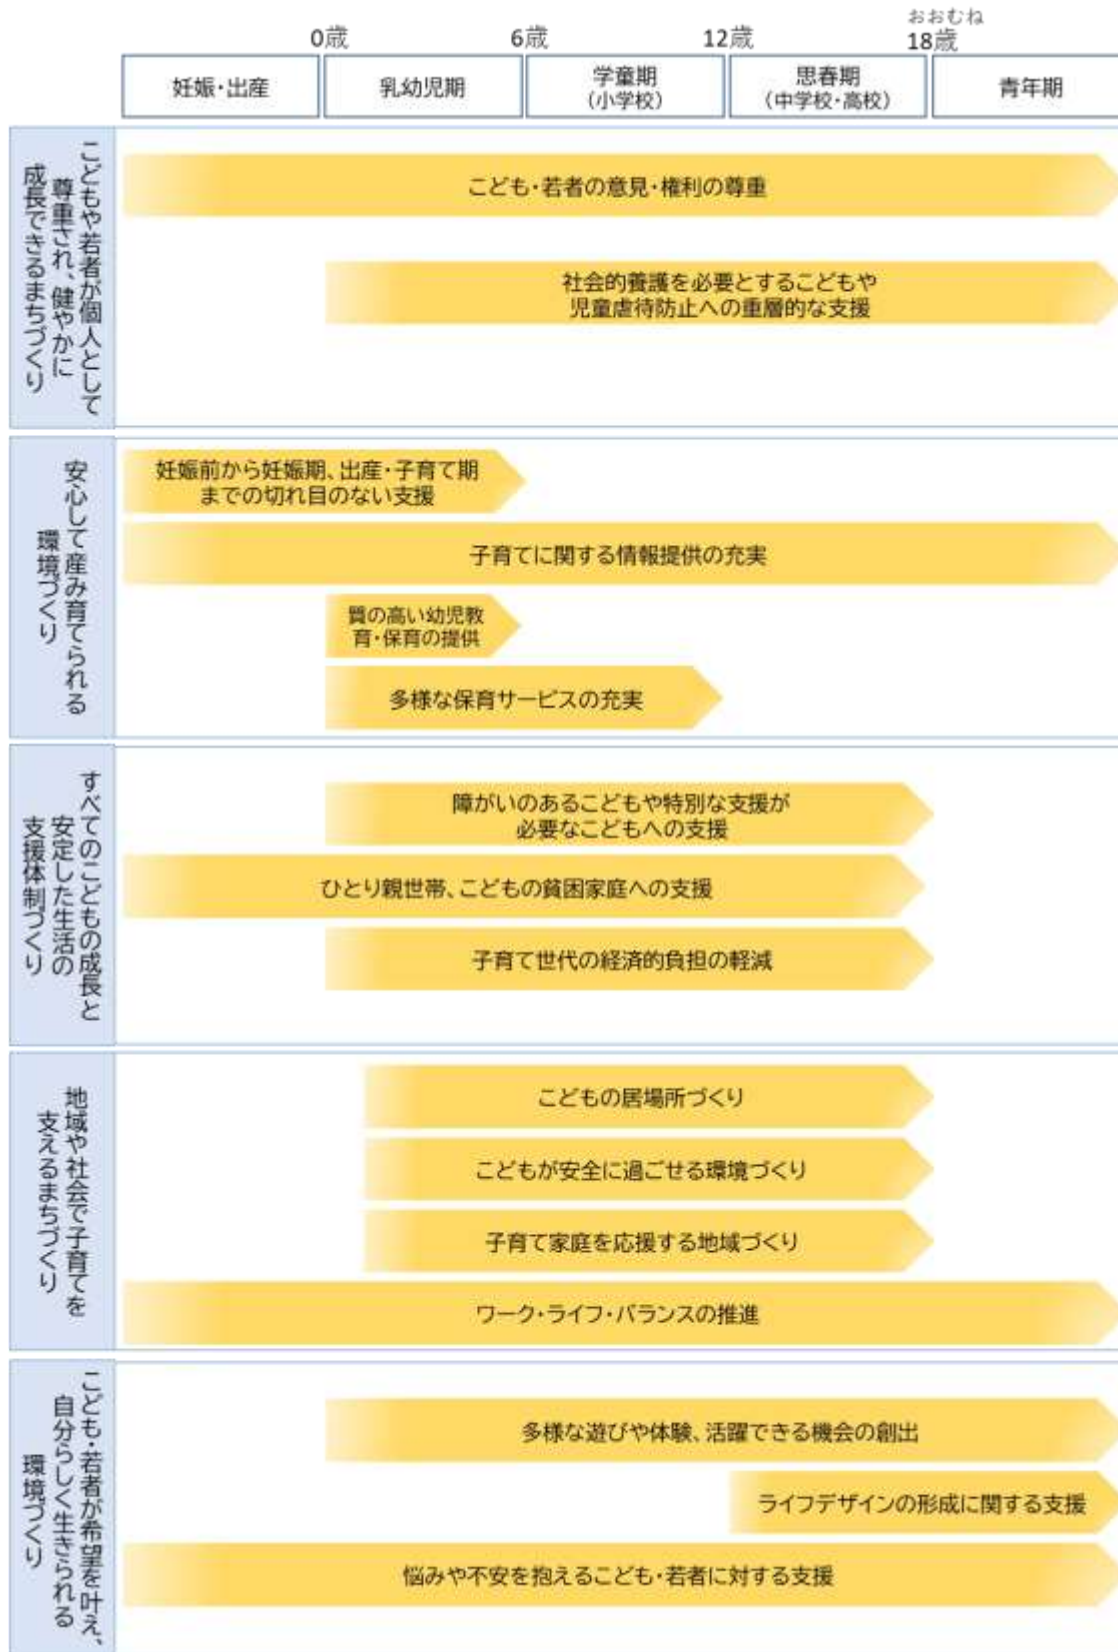 おおむね
0歳
6歳
12歳
18歳
妊娠・出産
乳幼児期
学童期
(小学校)
思春期
(中学校・高校)
青年期
こどもや若者が個人として
尊重され、健やかに
成長できるまちづくり
こども・若者の意見・権利の尊重
社会的養護を必要とするこどもや
児童虐待防止への重層的な支援
安心して産み育てられる
環境づくり
妊娠前から妊娠期、出産・子育て期
までの切れ目のない支援
子育てに関する情報提供の充実
質の高い幼児教
育・保育の提供
多様な保育サービスの充実
すべてのこどもの成長と
安定した生活の
支援体制づくり
障がいのあるこどもや特別な支援が
必要なこどもへの支援
ひとり親世帯、こどもの貧困家庭への支援
子育て世代の経済的負担の軽減
地域や社会で子育てを
支えるまちづくり
こどもの居場所づくり
こどもが安全に過ごせる環境づくり
子育て家庭を応援する地域づくり
ワーク・ライフ・バランスの推進
こども・若者が希望を叶え、
自分らしく生きられる
環境づくり
多様な遊びや体験、活躍できる機会の創出
ライフデザインの形成に関する支援
悩みや不安を抱えるこども・若者に対する支援